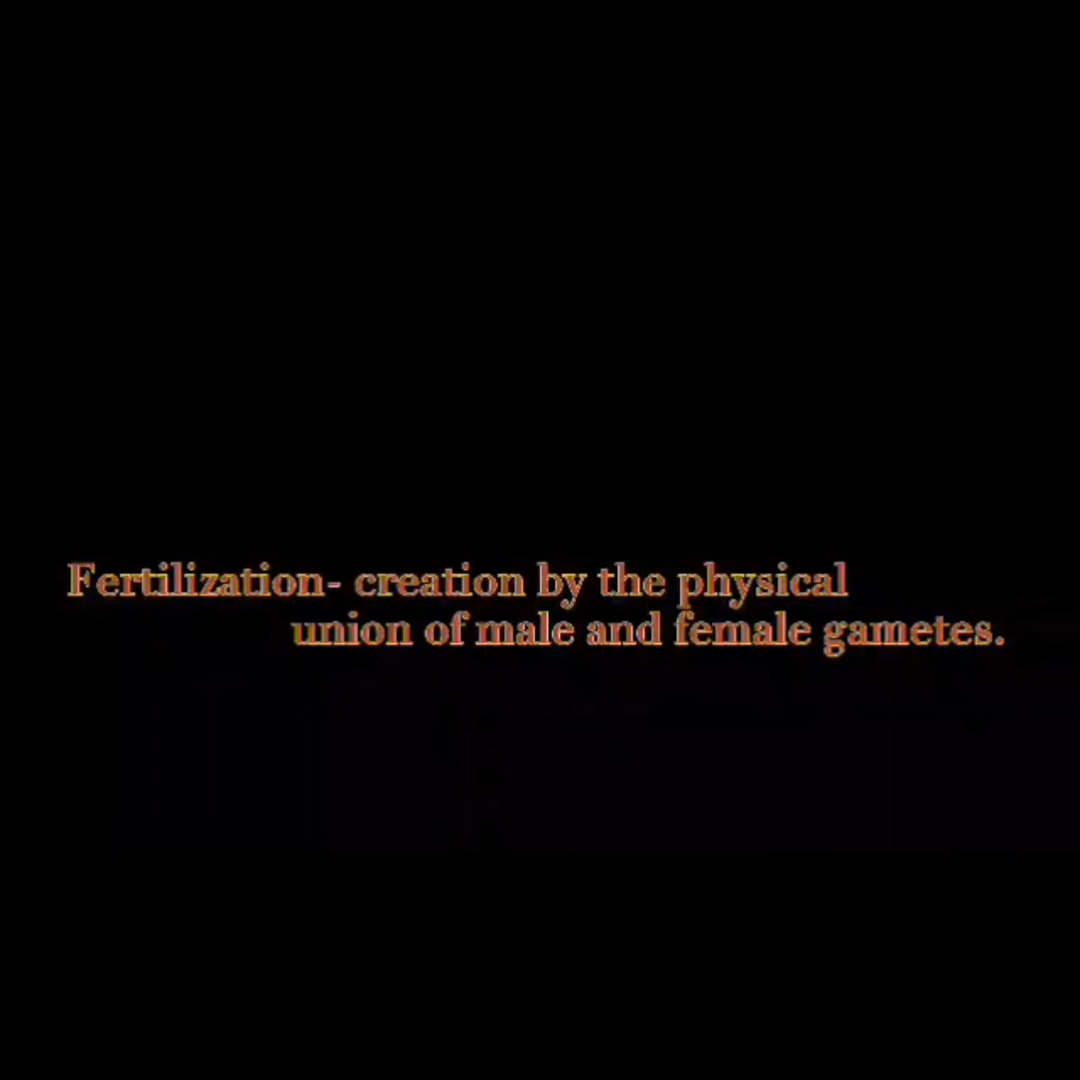 Fertilization- creation by the physical
union of male and female gametes.